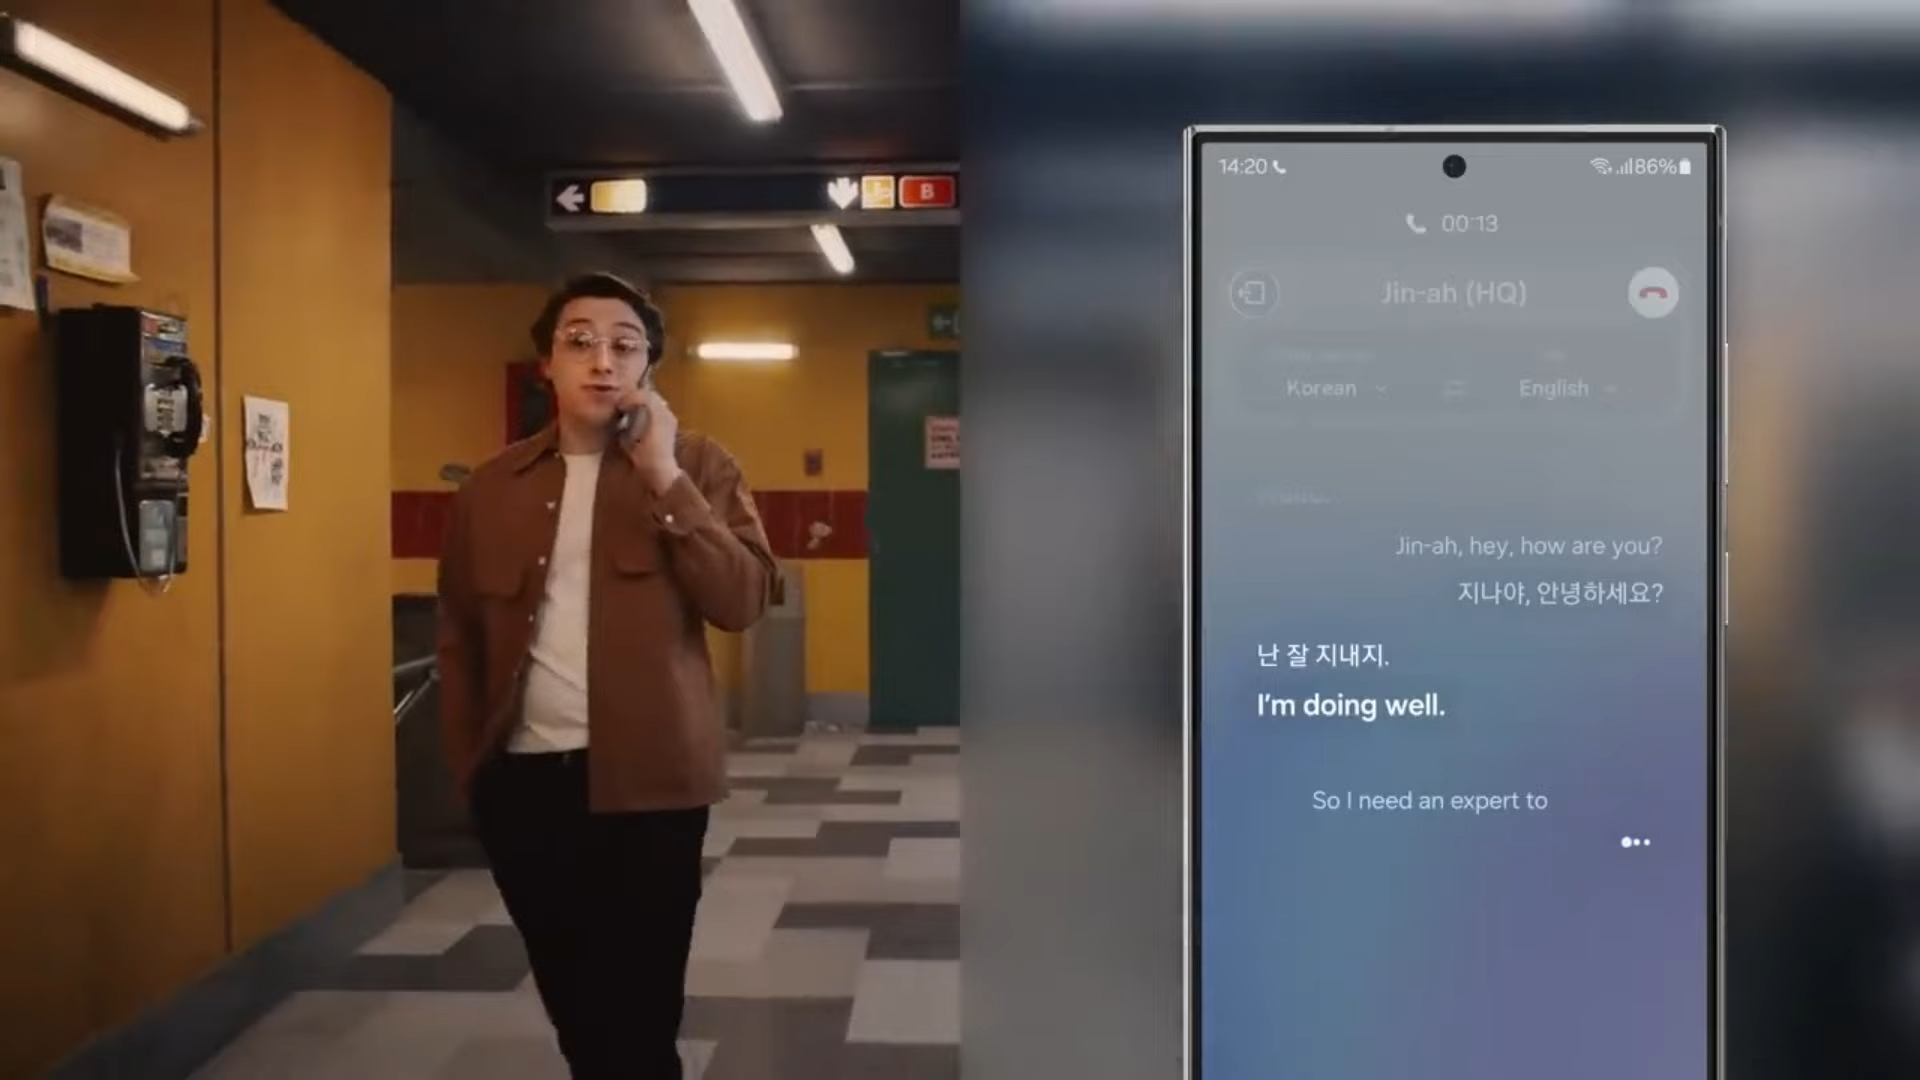 B
14:20
86%
00:13
Jin-ah (HQ)
Korean
English
Jin-ah, hey, how are you?
지나야, 안녕하세요?
난 잘 지내지.
I'm doing well.
So I need an expert to